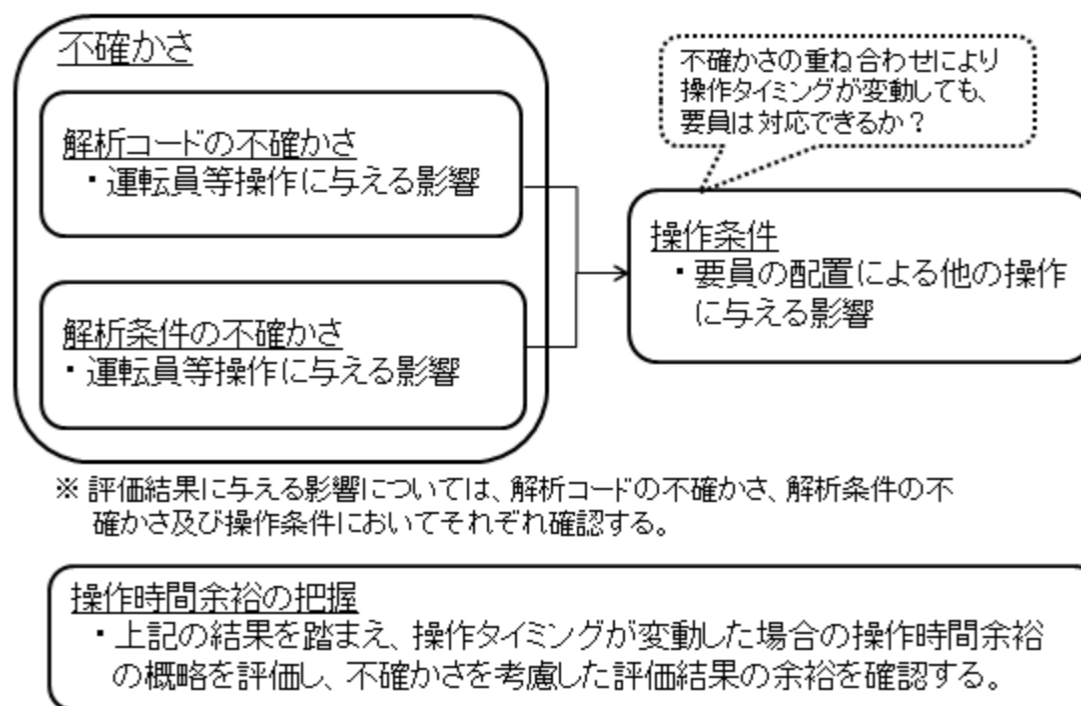 不確かさ
解析コードの不確かさ
・運転員等操作に与える影響
解析条件の不確かさ
・運転員等操作に与える影響
不確かさの重ね合わせにより
操作タイミングが変動しても、
要員は対応できるか？
操作条件
・要員の配置による他の操作
に与える影響
※ 評価結果に与える影響については、解析コードの不確かさ、解析条件の不
確かさ及び操作条件においてそれぞれ確認する。
操作時間余裕の把握
・上記の結果を踏まえ、操作タイミングが変動した場合の操作時間余裕
の概略を評価し、不確かさを考慮した評価結果の余裕を確認する。